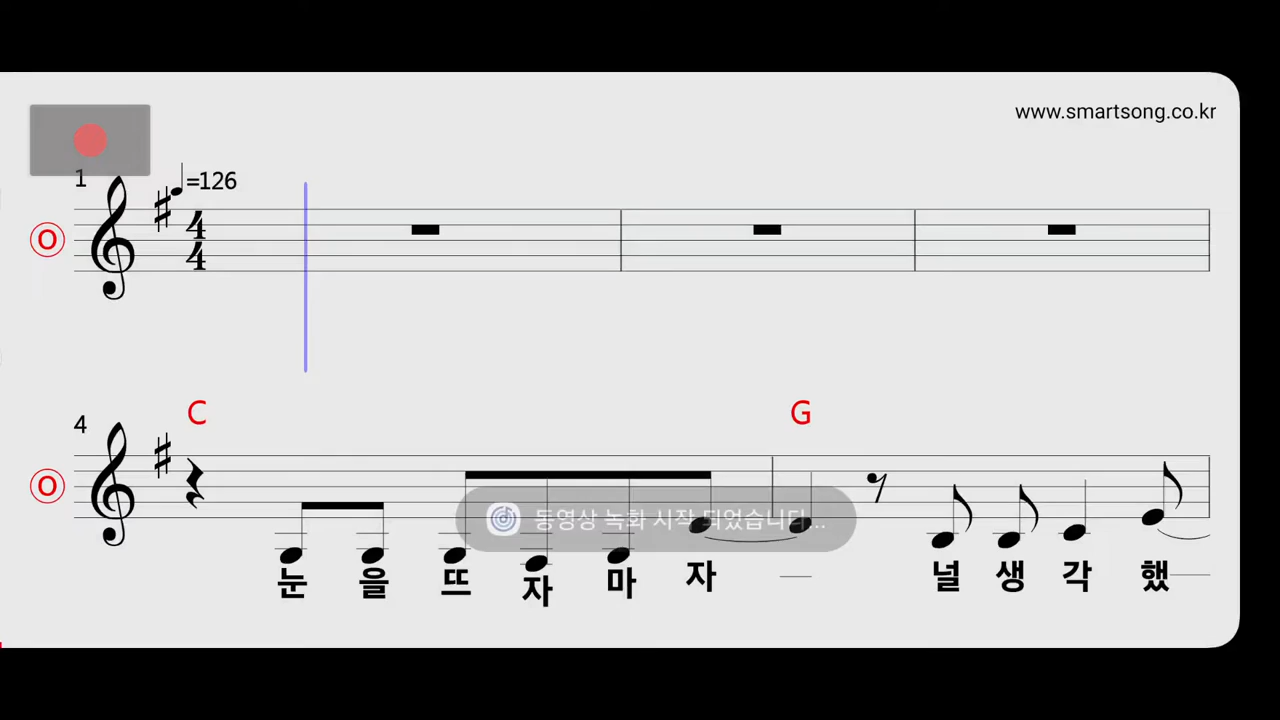 www.smartsong.co.kr
1
=126
4
4
O
4
C
G
O
동영상 녹화 시작 되었습니다...
눈 을 뜨 자 마 자 널 생 각 했